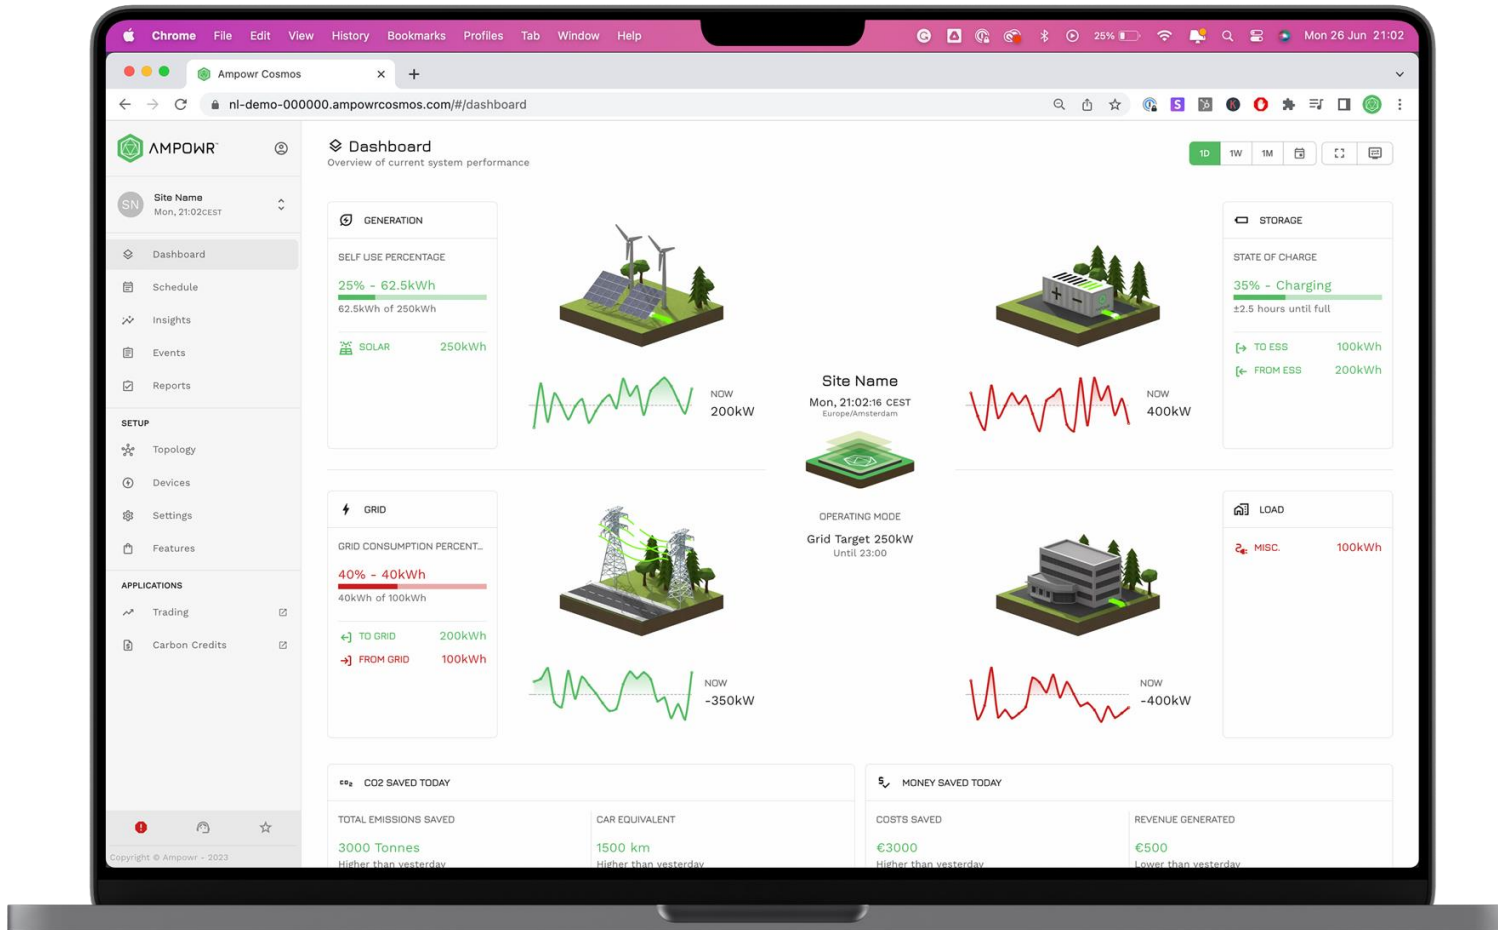 Chrome File Edit View History Bookmarks Profiles Tab Window Help
25%
Mon 26 Jun 21:02
Ampowr Cosmos
nl-demo-000000.ampowrcosmos.com/#/dashboard
AMPOWR
SN
Site Name
Mon, 21:02 CEST
Dashboard
Schedule
Insights
Events
Reports
SETUP
Topology
Devices
Settings
Features
APPLICATIONS
Trading
Carbon Credits
Copyright © Ampowr - 2023
Dashboard
Overview of current system performance
1D 1W 1M
GENERATION
SELF USE PERCENTAGE
25% - 62.5kWh
62.5kWh of 250kWh
SOLAR 250kWh
NOW
200kW
Site Name
Mon, 21:02:16 CEST
Europe/Amsterdam
NOW
400kW
STORAGE
STATE OF CHARGE
35% - Charging
±2.5 hours until full
TO ESS 100kWh
FROM ESS 200kWh
GRID
GRID CONSUMPTION PERCENT...
40% - 40kWh
40kWh of 100kWh
TO GRID 200kWh
FROM GRID 100kWh
NOW
-350kW
OPERATING MODE
Grid Target 250kW
Until 23:00
NOW
-400kW
LOAD
MISC. 100kWh
CO2 CO2 SAVED TODAY
TOTAL EMISSIONS SAVED
3000 Tonnes
Higher than yesterday
CAR EQUIVALENT
1500 km
Higher than yesterday
MONEY SAVED TODAY
COSTS SAVED
€3000
Higher than yesterday
REVENUE GENERATED
€500
Lower than yesterday